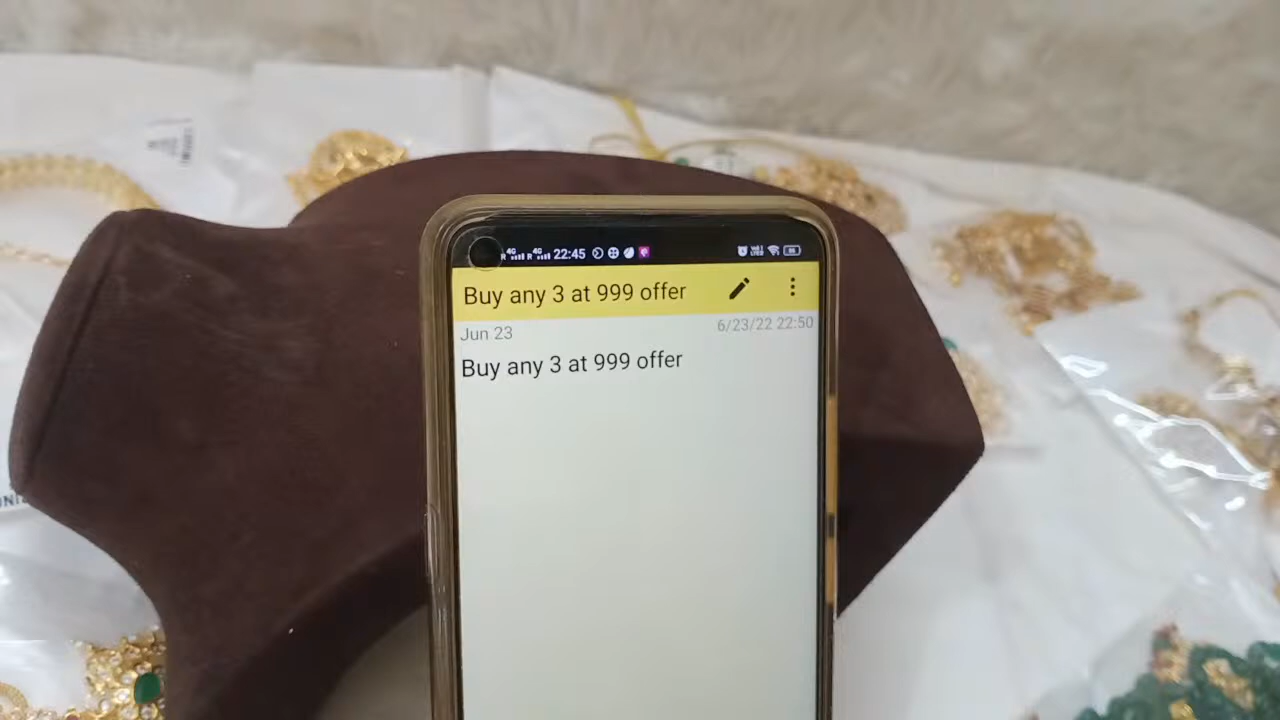 22:45
Buy any 3 at 999 offer
Jun 23
6/23/22 22:50
Buy any 3 at 999 offer